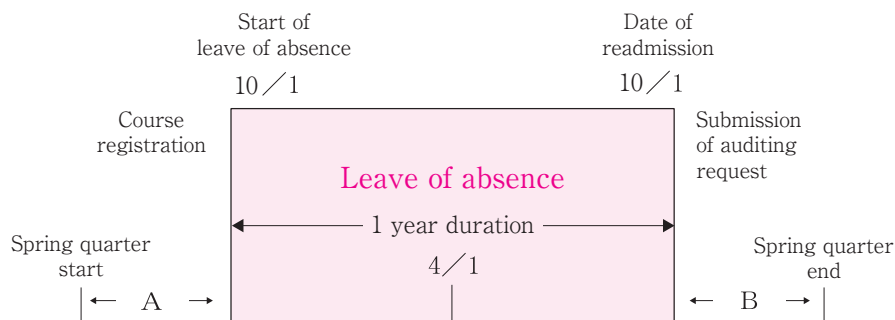 Start of
leave of absence
10／1
Date of
readmission
10／1
Course
registration
Submission
of auditing
request
Leave of absence
1 year duration
4／1
Spring quarter
start
A
B
Spring quarter
end